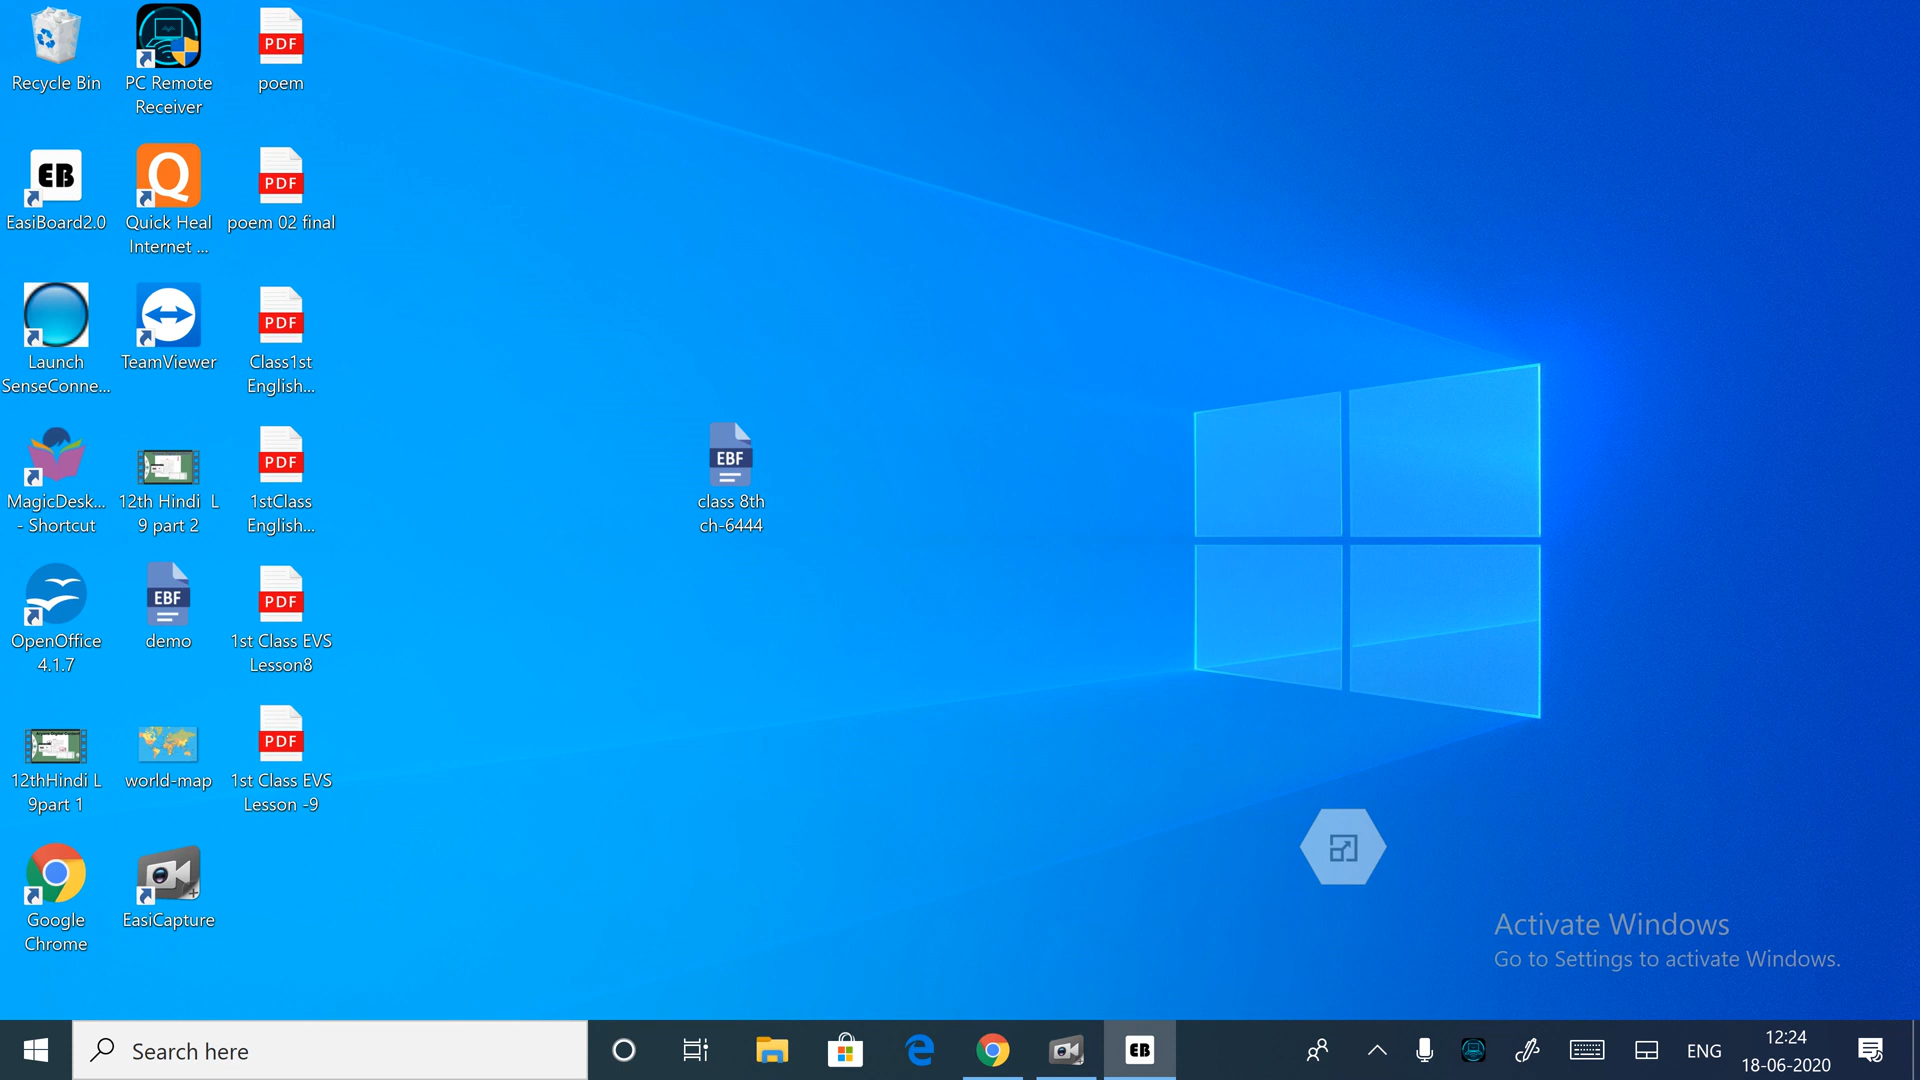 Recycle Bin
PC Remote
Receiver
PDF
poem
EB
EasiBoard2.0
Q
Quick Heal
Internet ...
PDF
poem 02 final
Launch
SenseConne...
TeamViewer
PDF
Class1st
English...
MagicDesk...
- Shortcut
12th Hindi L
9 part 2
PDF
1stClass
English...
EBF
class 8th
ch-6444
OpenOffice
4.1.7
EBF
demo
PDF
1st Class EVS
Lesson8
12thHindi L
9part 1
world-map
PDF
1st Class EVS
Lesson -9
Google
Chrome
EasiCapture
Activate Windows
Go to Settings to activate Windows.
Search here
EB
ENG
12:24
18-06-2020